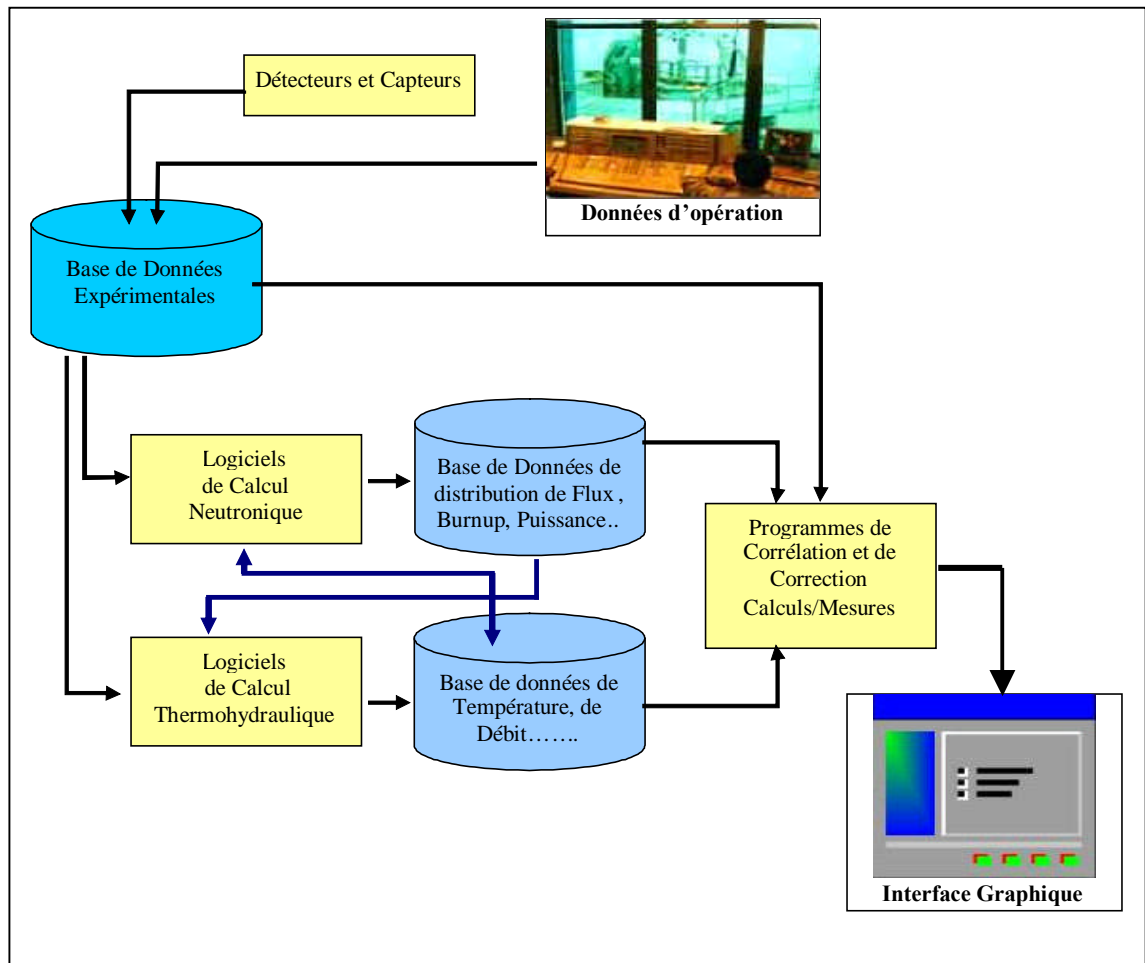 Détecteurs et Capteurs
Données d'opération
Base de Données
Expérimentales
Logiciels
de Calcul
Neutronique
Base de Données de
distribution de Flux ,
Burnup, Puissance..
Programmes de
Corrélation et de
Correction
Calculs/Mesures
Logiciels
de Calcul
Thermohydraulique
Base de données de
Température, de
Débit…….
Interface Graphique